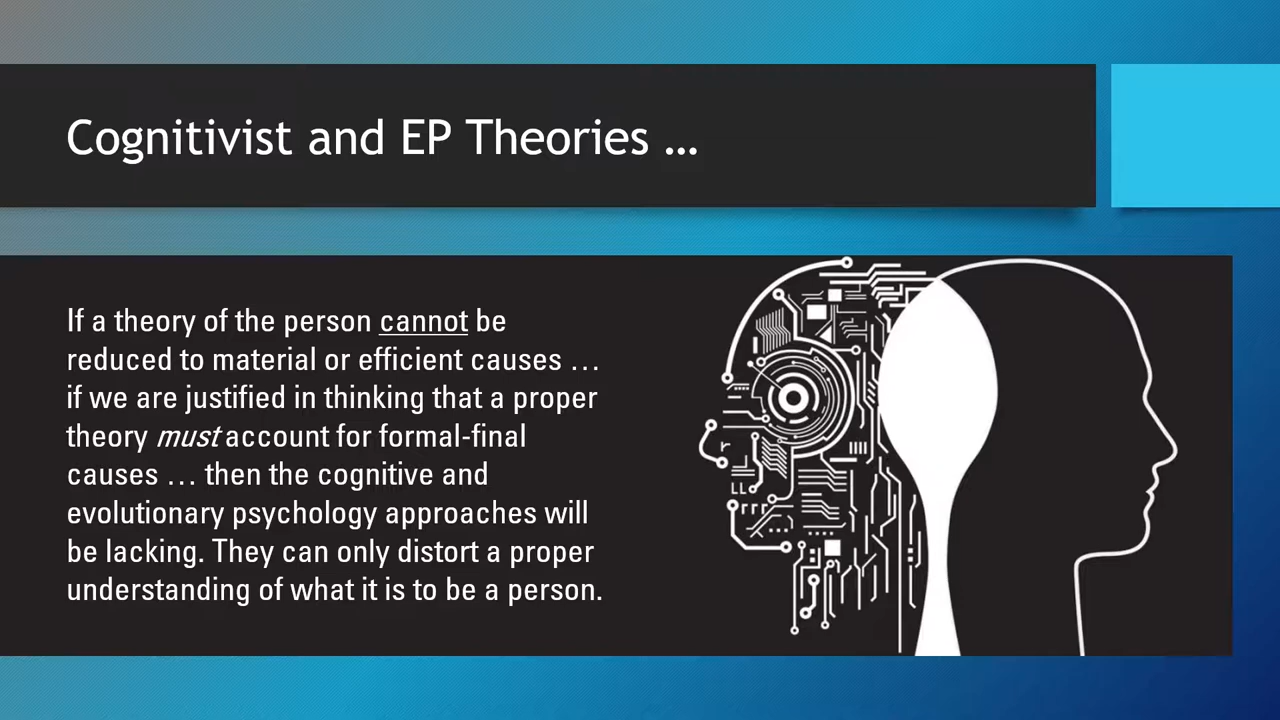 Cognitivist and EP Theories …
If a theory of the person cannot be
reduced to material or efficient causes …
if we are justified in thinking that a proper
theory must account for formal-final
causes … then the cognitive and
evolutionary psychology approaches will
be lacking. They can only distort a proper
understanding of what it is to be a person.